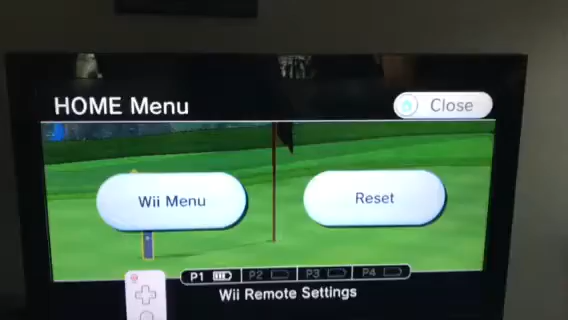 HOME Menu
Close
Wii Menu
Reset
P1 P2 P3 P4
Wii Remote Settings